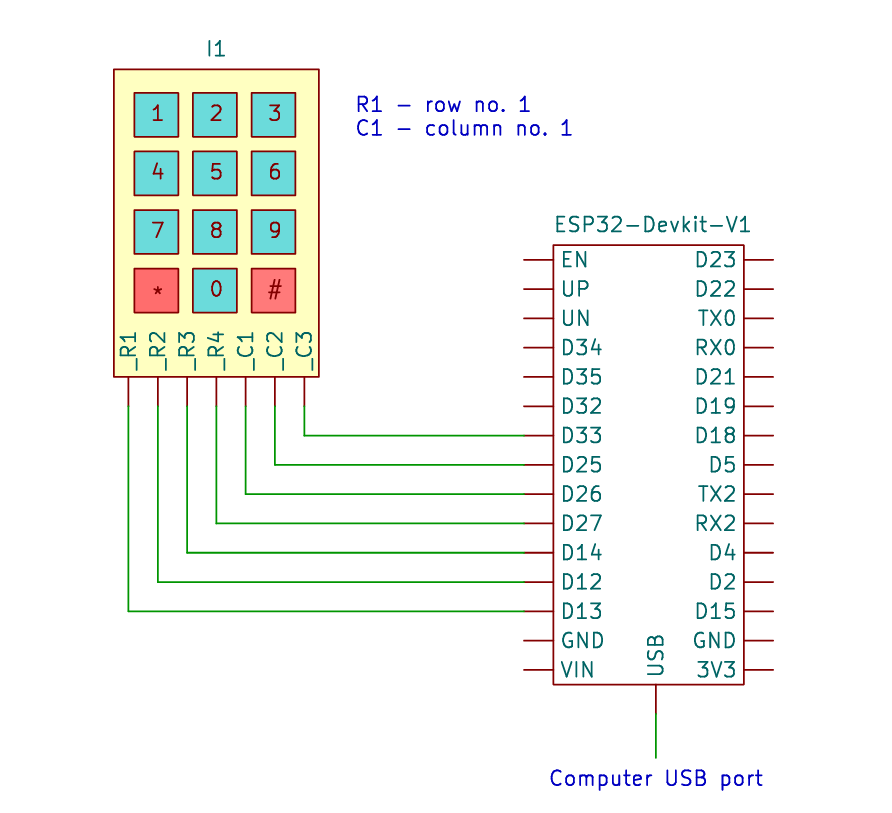 I1
R1 - row no. 1
C1 - column no. 1
1 2 3
4 5 6
7 8 9
* 0 #
_R1 _R2 _R3 _R4 _C1 _C2 _C3
ESP32-Devkit-V1
EN D23
UP D22
UN TX0
D34 RX0
D35 D21
D32 D19
D33 D18
D25 D5
D26 TX2
D27 RX2
D14 D4
D12 D2
D13 D15
GND GND
VIN USB 3V3
Computer USB port